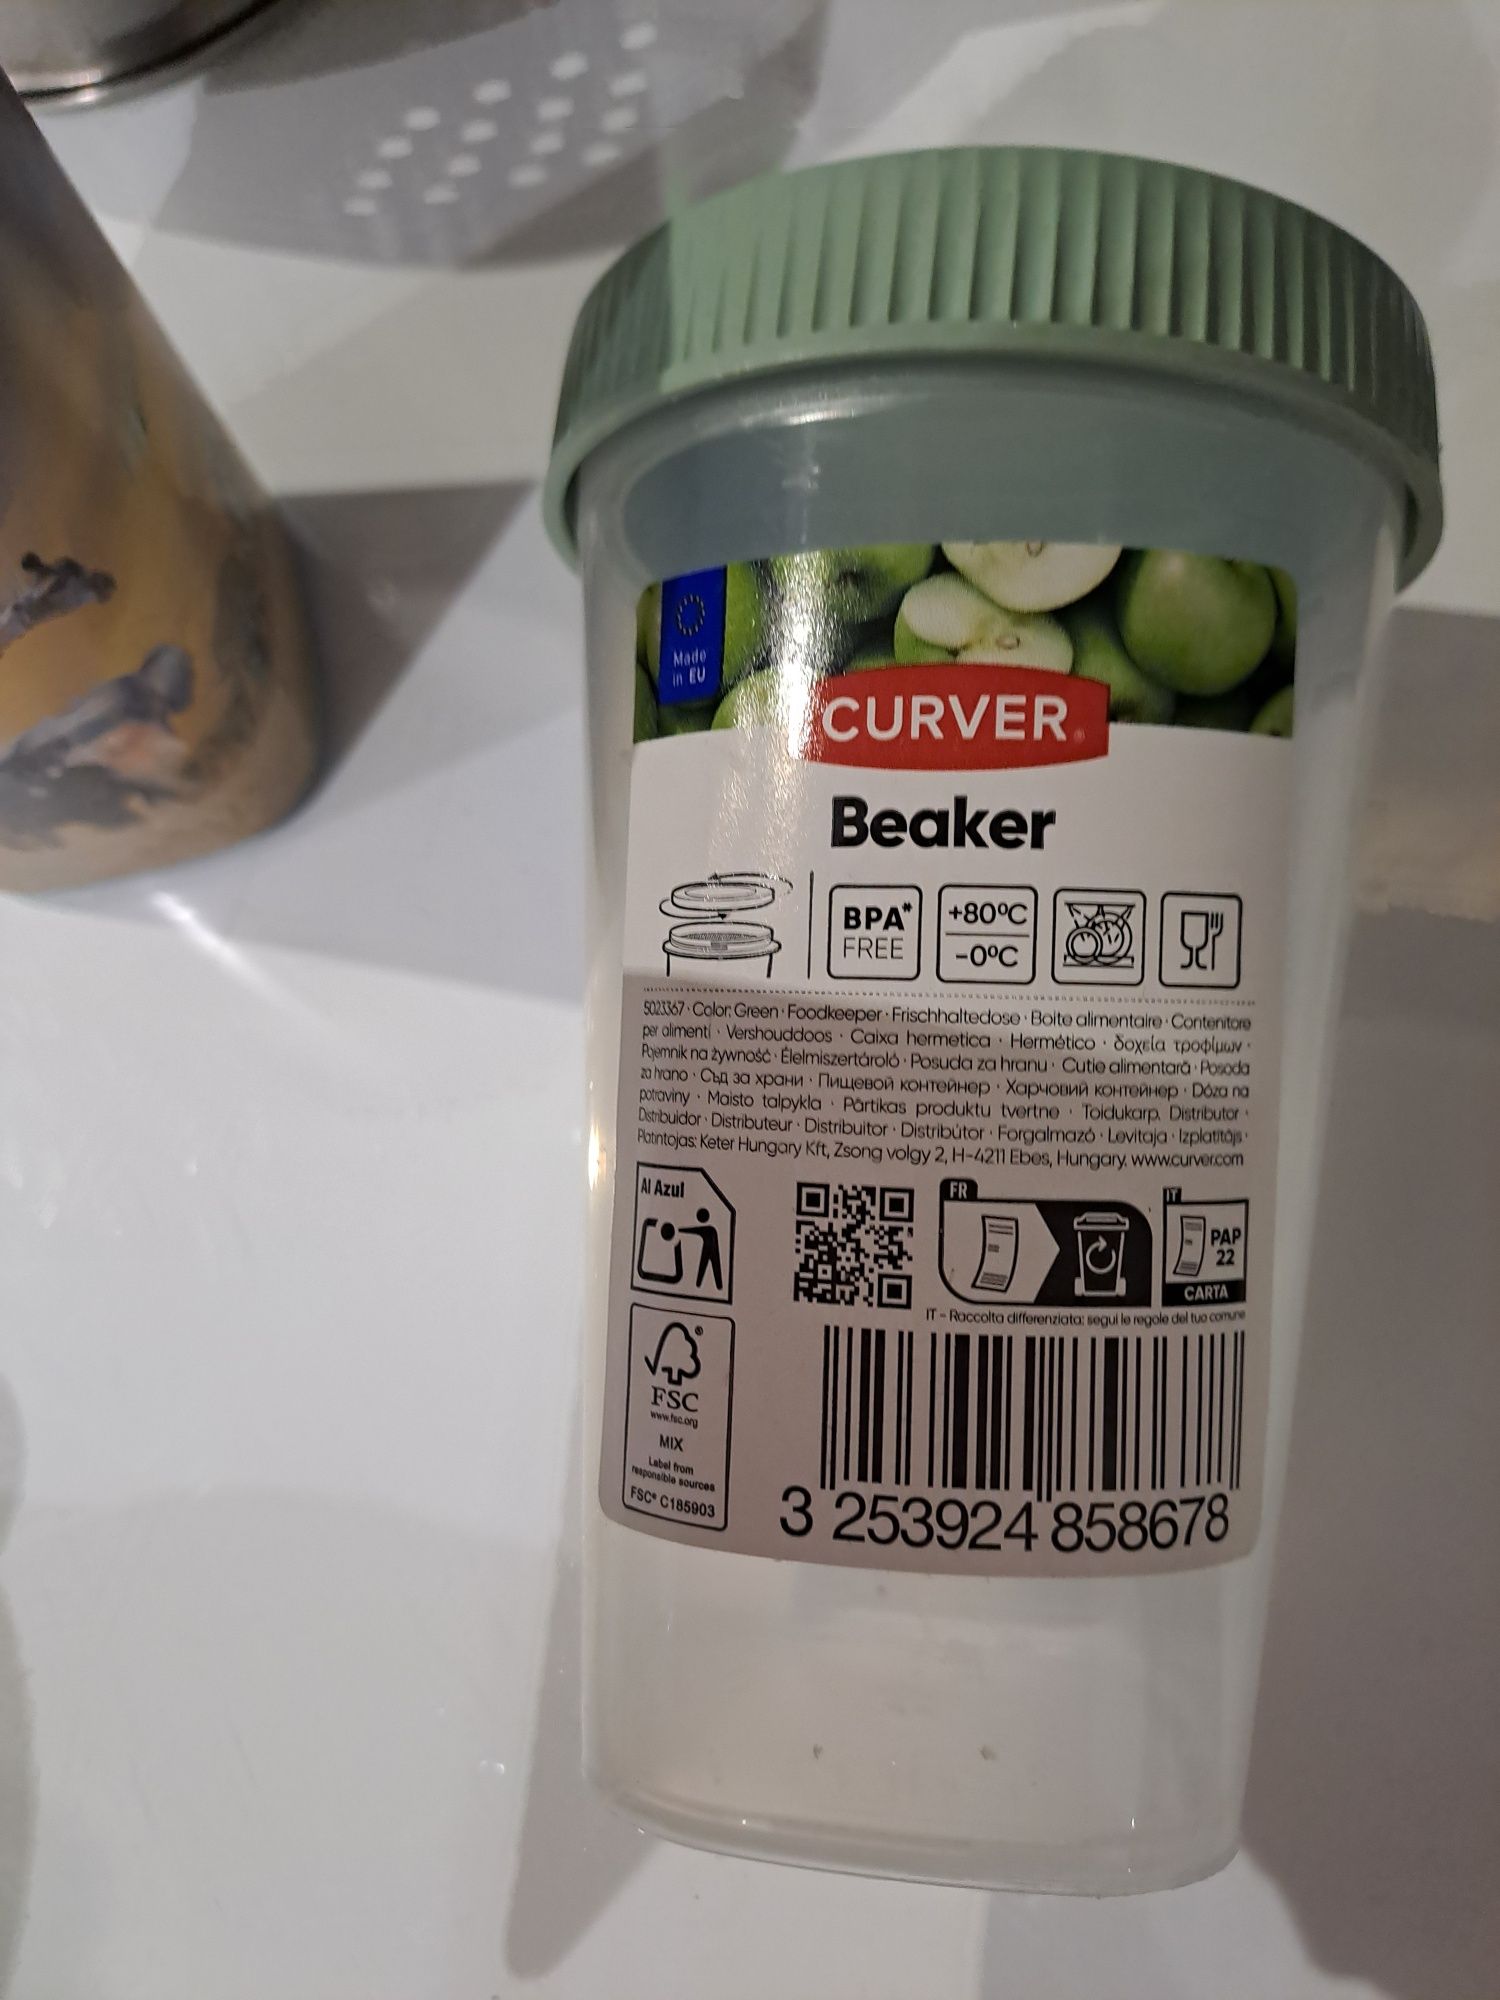 Made
in EU
CURVER®
Beaker
BPA*
FREE
+80ºC
-0ºC
5023367 · Color: Green · Foodkeeper · Frischhaltedose · Boite alimentaire · Contenitore
per alimenti · Vershouddoos · Caixa hermetica · Hermético · δοχεία τροφίμων ·
Pojemnik na żywność · Élelmiszertároló · Posuda za hranu · Cutie alimentară · Posoda
za hrano · Съд за храни · Пищевой контейнер · Харчовий контейнер · Dóza na
potraviny · Maisto talpykla · Pārtikas produktu tvertne · Toidukarp. Distributor ·
Distribuidor · Distributeur · Distribuitor · Distribútor · Forgalmazó · Levitaja · Izplatītājs ·
Platintojas: Keter Hungary Kft, Zsong volgy 2, H-4211 Ebes, Hungary. www.curver.com
Al Azul
FR
IT
PAP
22
CARTA
IT - Raccolta differenziata: segui le regole del tuo comune
FSC®
www.fsc.org
MIX
Label from
responsible sources
FSC® C185903
3 253924 858678